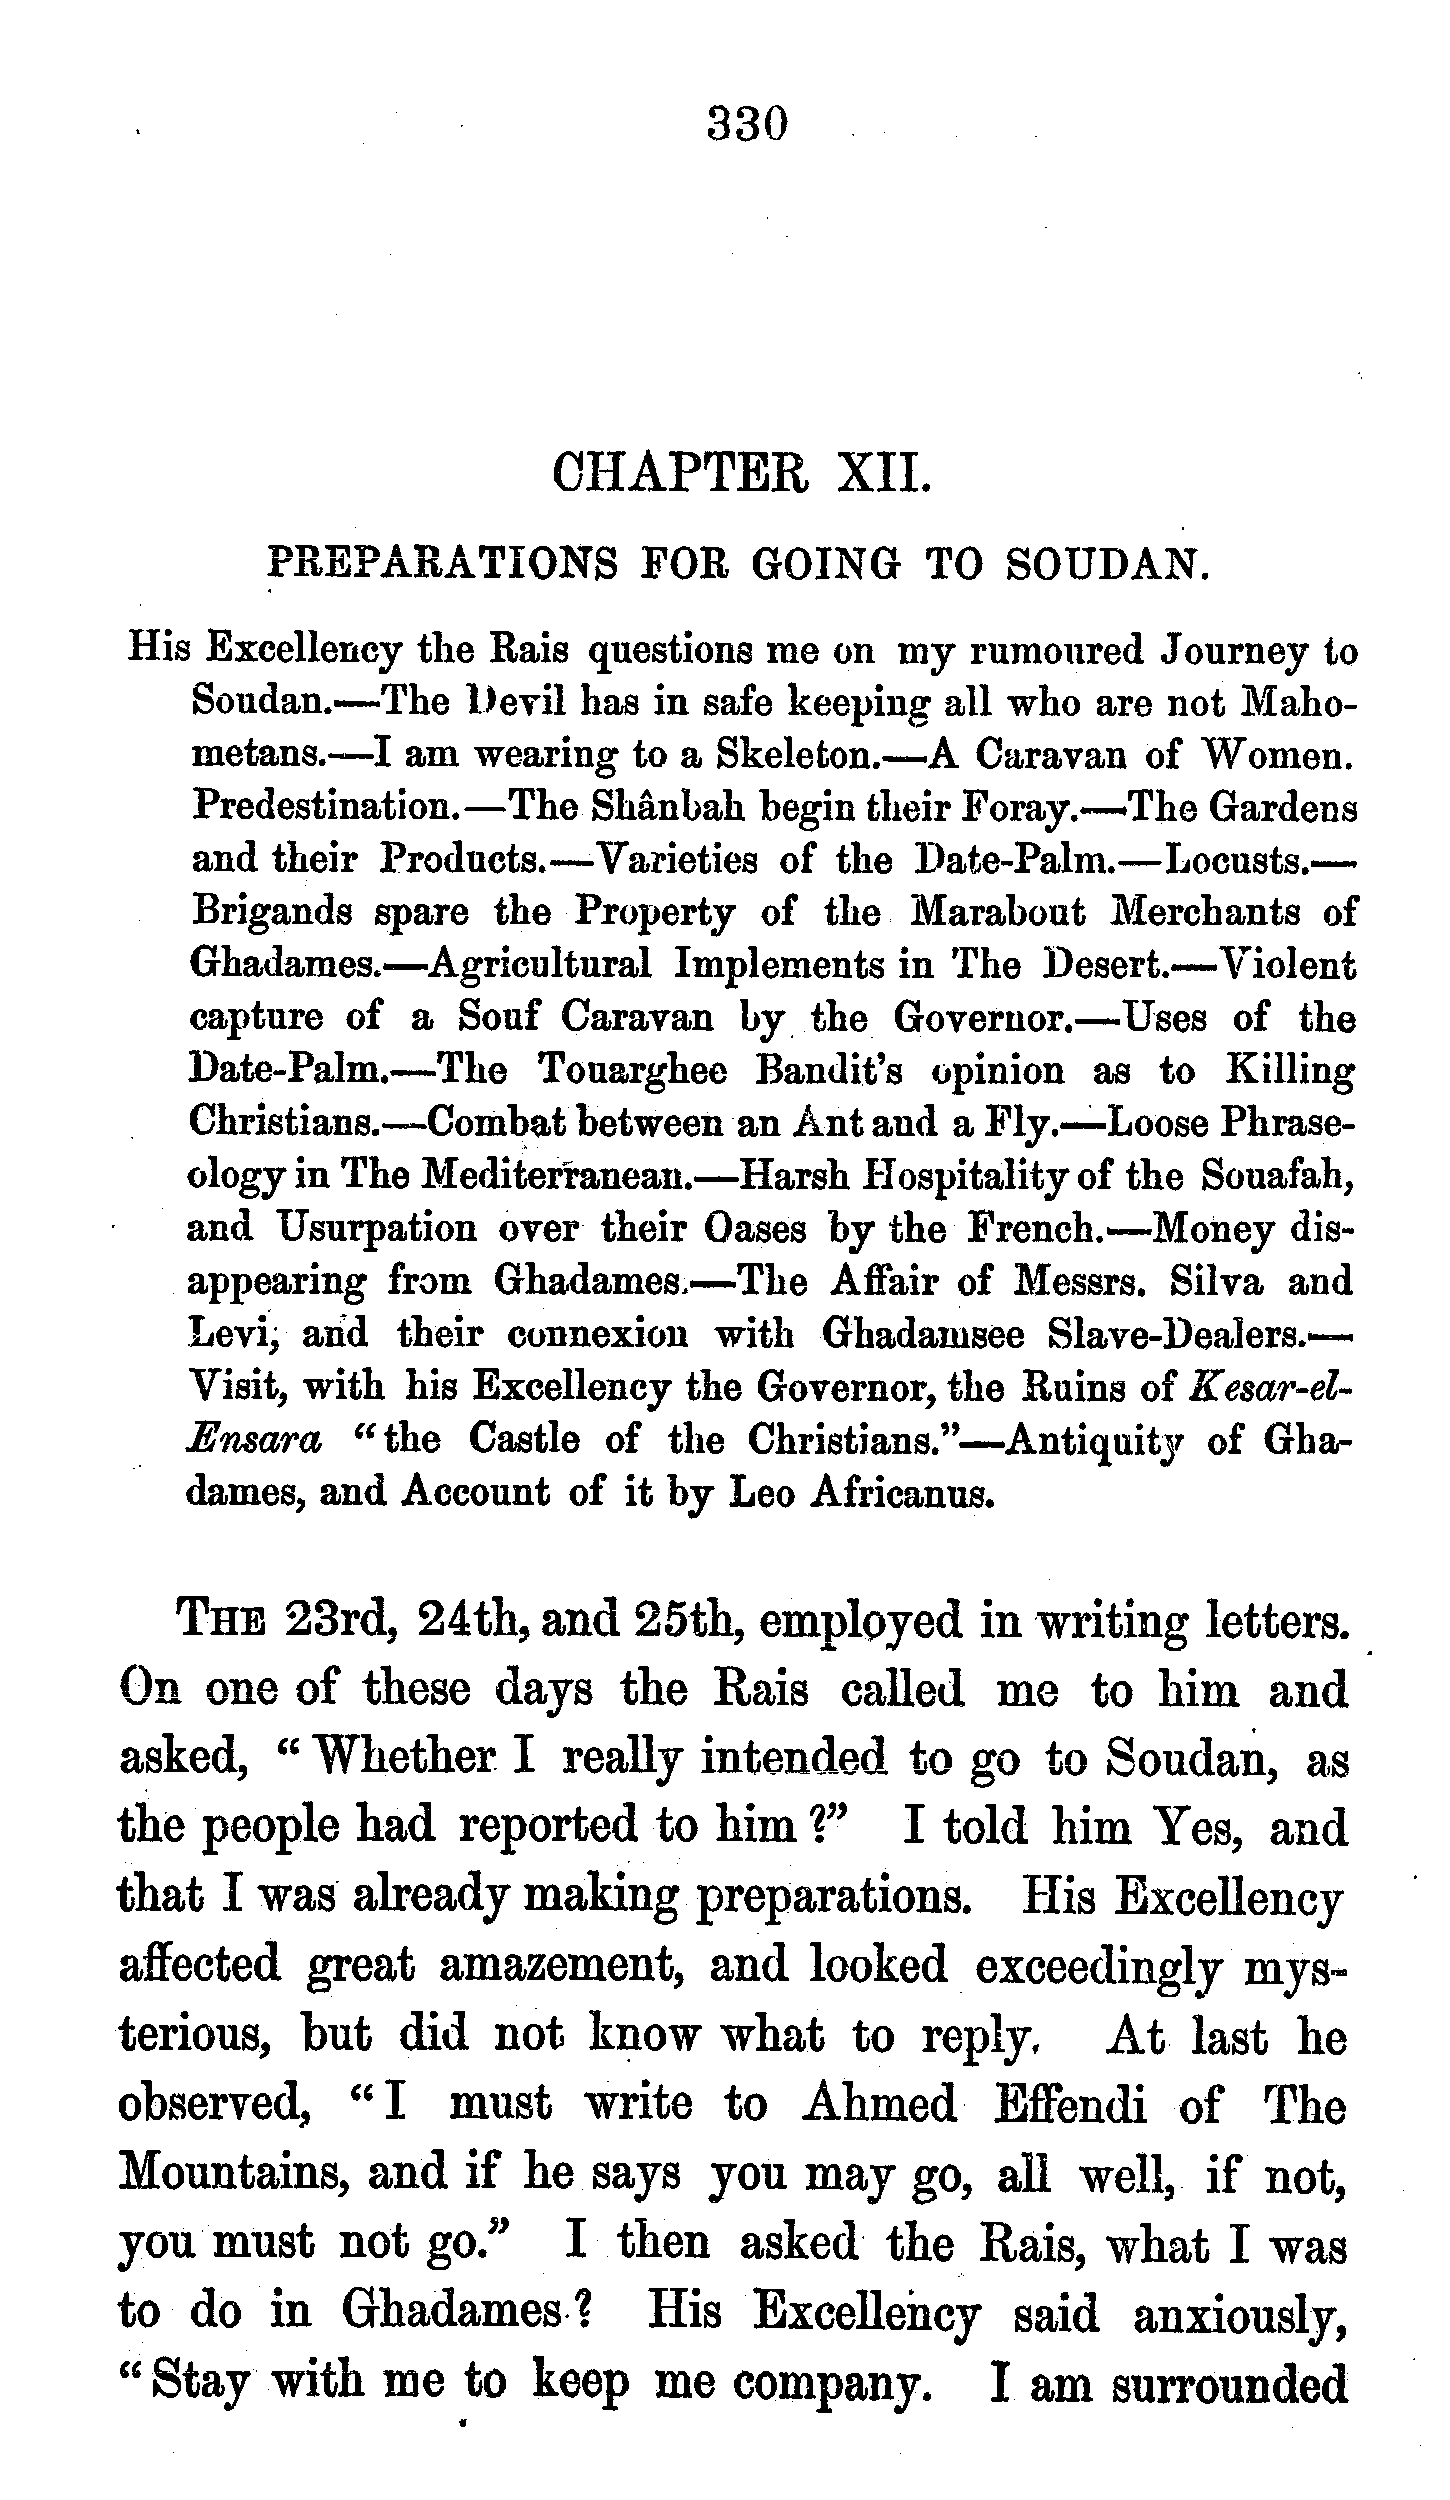 330
CHAPTER XII.
PREPARATIONS FOR GOING TO SOUDAN.
His Excellency the Rais questions me on my rumoured Journey to
Soudan.—The Devil has in safe keeping all who are not Maho-
metans.—I am wearing to a Skeleton.—A Caravan of Women.
Predestination.—The Shânbah begin their Foray.—The Gardens
and their Products.—Varieties of the Date-Palm.—Locusts.—
Brigands spare the Property of the Marabout Merchants of
Ghadames.—Agricultural Implements in The Desert.—Violent
capture of a Souf Caravan by the Governor.—Uses of the
Date-Palm.—The Touarghee Bandit's opinion as to Killing
Christians.—Combat between an Ant and a Fly.—Loose Phrase-
ology in The Mediterranean.—Harsh Hospitality of the Souafah,
and Usurpation over their Oases by the French.—Money dis-
appearing from Ghadames.—The Affair of Messrs. Silva and
Levi, and their connexion with Ghadamsee Slave-Dealers.—
Visit, with his Excellency the Governor, the Ruins of Kesar-el-
Ensara "the Castle of the Christians."—Antiquity of Gha-
dames, and Account of it by Leo Africanus.
THE 23rd, 24th, and 25th, employed in writing letters.
On one of these days the Rais called me to him and
asked, "Whether I really intended to go to Soudan, as
the people had reported to him?" I told him Yes, and
that I was already making preparations. His Excellency
affected great amazement, and looked exceedingly mys-
terious, but did not know what to reply. At last he
observed, "I must write to Ahmed Effendi of The
Mountains, and if he says you may go, all well, if not,
you must not go." I then asked the Rais, what I was
to do in Ghadames? His Excellency said anxiously,
"Stay with me to keep me company. I am surrounded